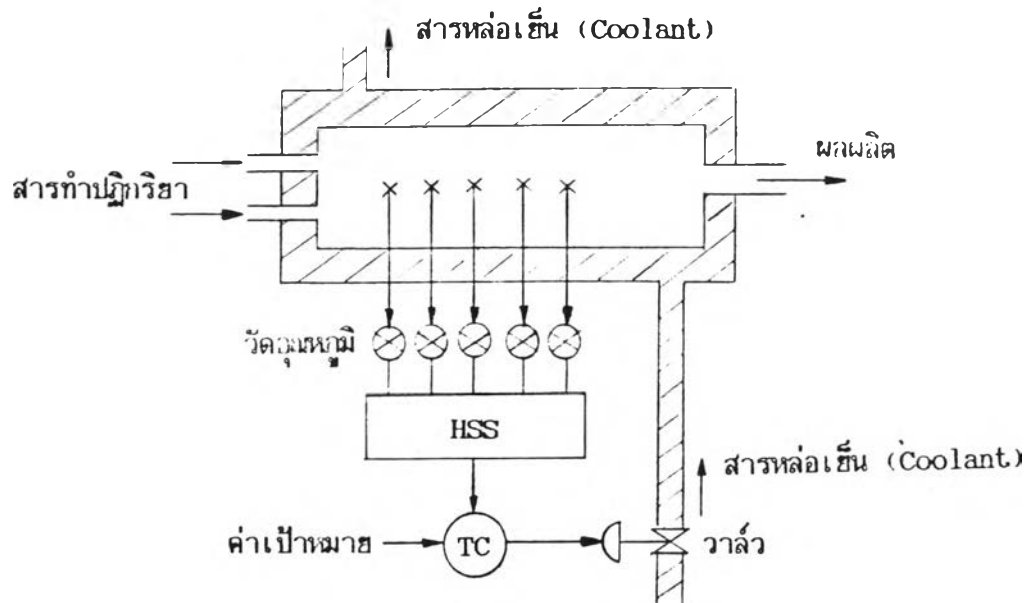 สารหล่อเย็น (Coolant)
ผลผลิต
สารทำปฏิกริยา
วัดอุณหภูมิ
HSS
สารหล่อเย็น (Coolant)
ค่าเป้าหมาย
TC
วาล์ว